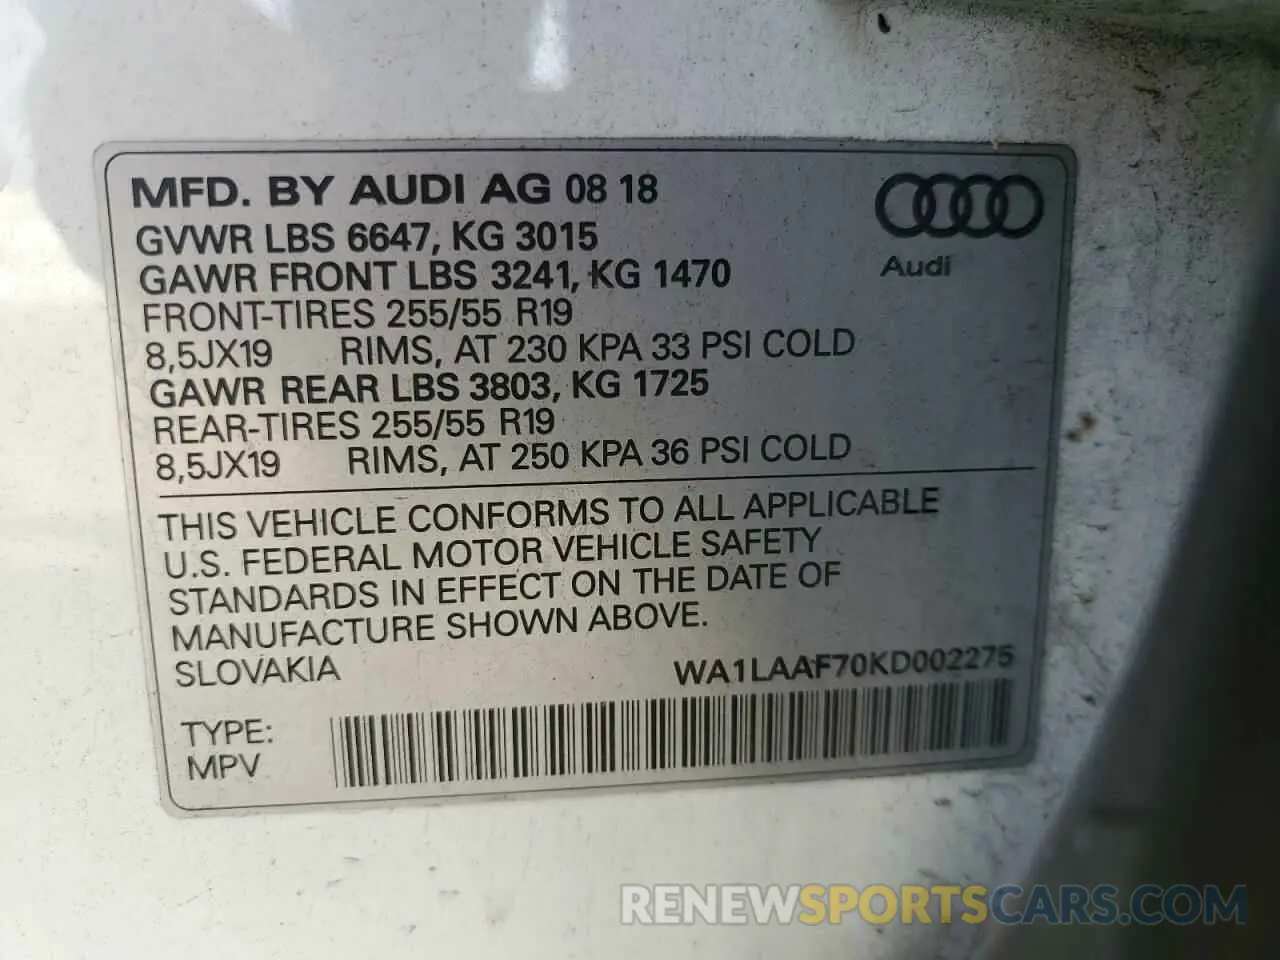 MFD. BY AUDI AG 08 18
GVWR LBS 6647, KG 3015
GAWR FRONT LBS 3241, KG 1470
FRONT-TIRES 255/55 R19
8,5JX19 RIMS, AT 230 KPA 33 PSI COLD
GAWR REAR LBS 3803, KG 1725
REAR-TIRES 255/55 R19
8,5JX19 RIMS, AT 250 KPA 36 PSI COLD
Audi
THIS VEHICLE CONFORMS TO ALL APPLICABLE
U.S. FEDERAL MOTOR VEHICLE SAFETY
STANDARDS IN EFFECT ON THE DATE OF
MANUFACTURE SHOWN ABOVE.
SLOVAKIA WA1LAAF70KD002275
TYPE:
MPV
RENEWSPORTSCARS.COM